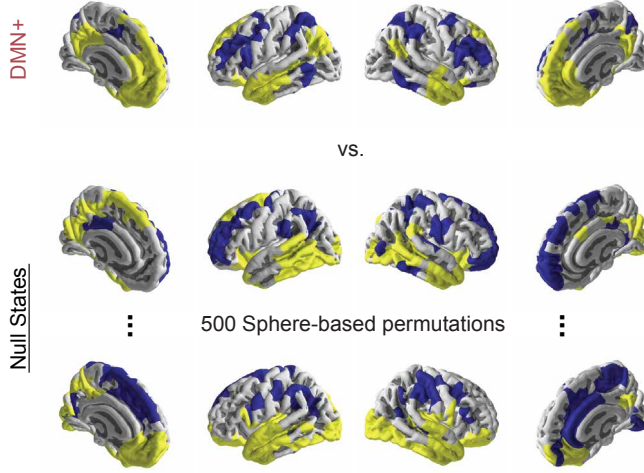 DMN+
vs.
Null States
500 Sphere-based permutations